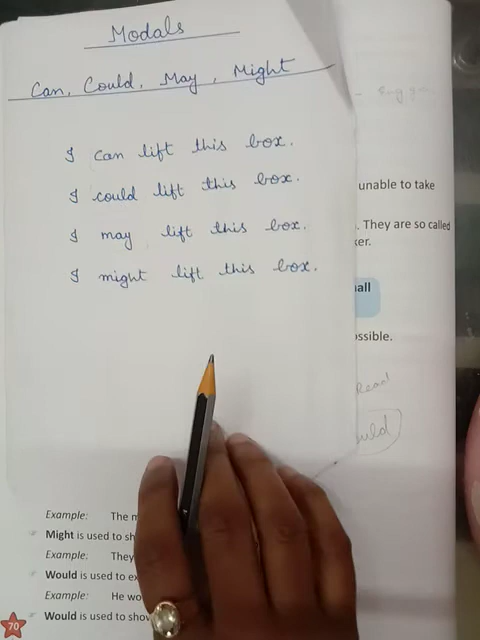 Modals
Can, Could, May, Might
I can lift this box.
I could lift this box.
I may lift this box.
I might lift this box.
unable to take
. They are so called
ker.
all
ossible.
Read
uld
Example: The m
Might is used to sh
Example: They
Would is used to ex
Example: He wo
Would is used to show
70